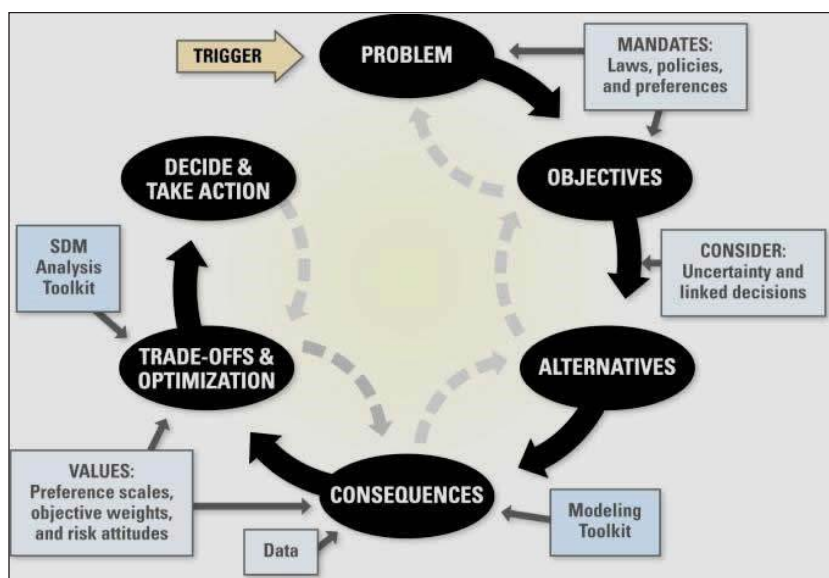 TRIGGER
PROBLEM
MANDATES:
Laws, policies,
and preferences
DECIDE &
TAKE ACTION
OBJECTIVES
SDM
Analysis
Toolkit
CONSIDER:
Uncertainty and
linked decisions
TRADE-OFFS &
OPTIMIZATION
ALTERNATIVES
VALUES:
Preference scales,
objective weights,
and risk attitudes
CONSEQUENCES
Modeling
Toolkit
Data